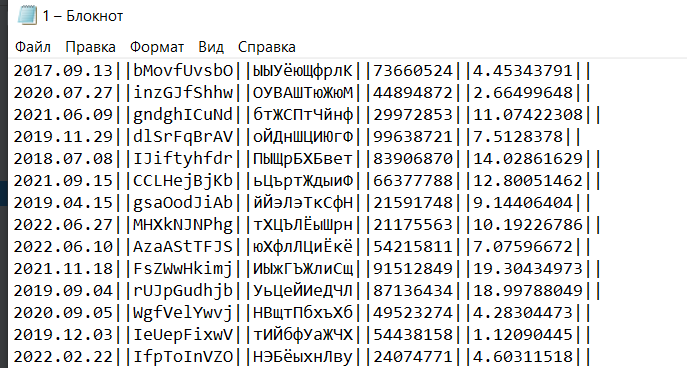 1 – Блокнот
Файл Правка Формат Вид Справка
2017.09.13||bMovfUvsbO||ЫЫУёюЩфрлК||73660524||4.45343791||
2020.07.27||inzGJfShhw||ОУВАШТюЖюМ||44894872||2.66499648||
2021.06.09||gndghICuNd||бтЖСПтЧйнф||29972853||11.07422308||
2019.11.29||dlSrFqBrAV||оЙДнШЦИЮгФ||99638721||7.5128378||
2018.07.08||IJiftyhfdr||ПЫЩрБХБвет||83906870||14.02861629||
2021.09.15||CCLHejBjKb||ьЦъртЖдыиФ||66377788||12.80051462||
2019.04.15||gsaOodJiAb||йЙэЛэТкСфН||21591748||9.14406404||
2022.06.27||MHXkNJNPhg||тХЦЪЛЁыШрн||21175563||10.19226786||
2022.06.10||AzaAStTFJS||юХфлЛЦиЁкё||54215811||7.07596672||
2021.11.18||FsZWwHkimj||ИЫжГЪЖлиСщ||91512849||19.30434973||
2019.09.04||rUJpGudhjb||УьЦеЙИеДЧЛ||87136434||18.99788049||
2020.09.05||WgfVelYwvj||НВщтПбхъХб||49523274||4.28304473||
2019.12.03||IeUepFixwV||тИЙбфУаЖЧХ||54438158||1.12090445||
2022.02.22||IfpToInVZO||НЭБёыхнЛву||24074771||4.60311518||